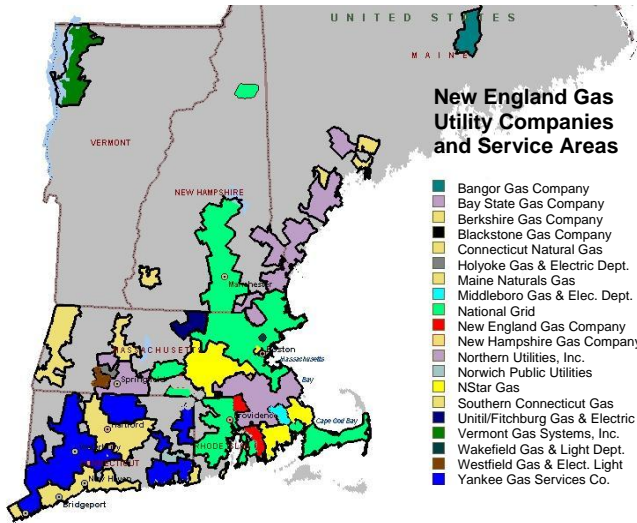 UNITED STATES
MAINE
New England Gas
Utility Companies
and Service Areas
VERMONT
NEW HAMPSHIRE
Bangor Gas Company
Bay State Gas Company
Berkshire Gas Company
Blackstone Gas Company
Connecticut Natural Gas
Holyoke Gas & Electric Dept.
Maine Naturals Gas
Middleboro Gas & Elec. Dept.
National Grid
New England Gas Company
New Hampshire Gas Company
Northern Utilities, Inc.
Norwich Public Utilities
NStar Gas
Southern Connecticut Gas
Unitil/Fitchburg Gas & Electric
Vermont Gas Systems, Inc.
Wakefield Gas & Light Dept.
Westfield Gas & Elect. Light
Yankee Gas Services Co.
Manchester
Boston
Massachusetts
Bay
Springfield
Providence
Cape Cod Bay
Hartford
New Haven
Bridgeport